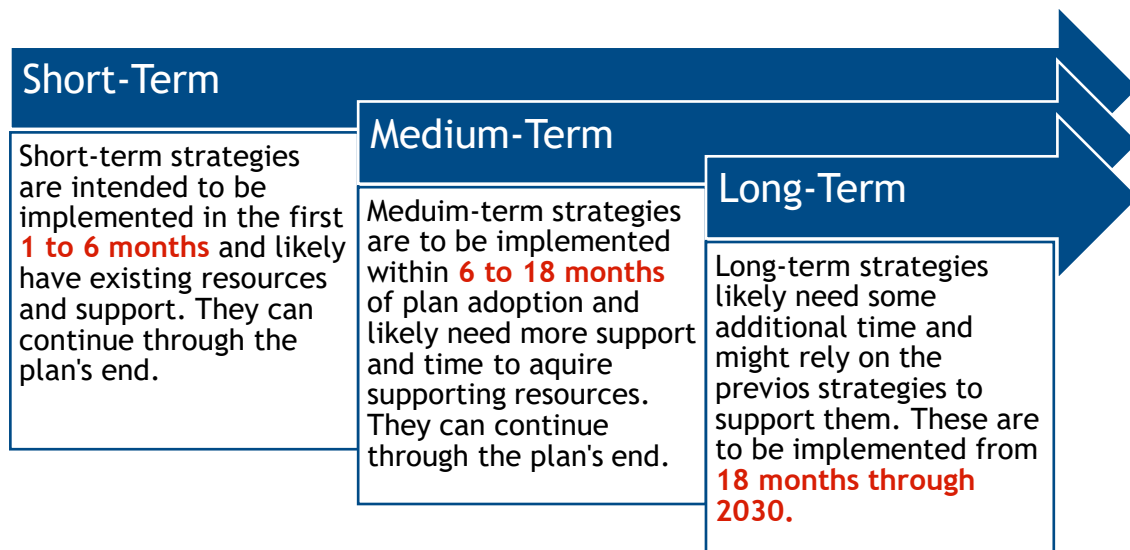 Short-Term
Short-term strategies
are intended to be
implemented in the first
1 to 6 months and likely
have existing resources
and support. They can
continue through the
plan's end.
Medium-Term
Meduim-term strategies
are to be implemented
within 6 to 18 months
of plan adoption and
likely need more support
and time to aquire
supporting resources.
They can continue
through the plan's end.
Long-Term
Long-term strategies
likely need some
additional time and
might rely on the
previos strategies to
support them. These are
to be implemented from
18 months through
2030.